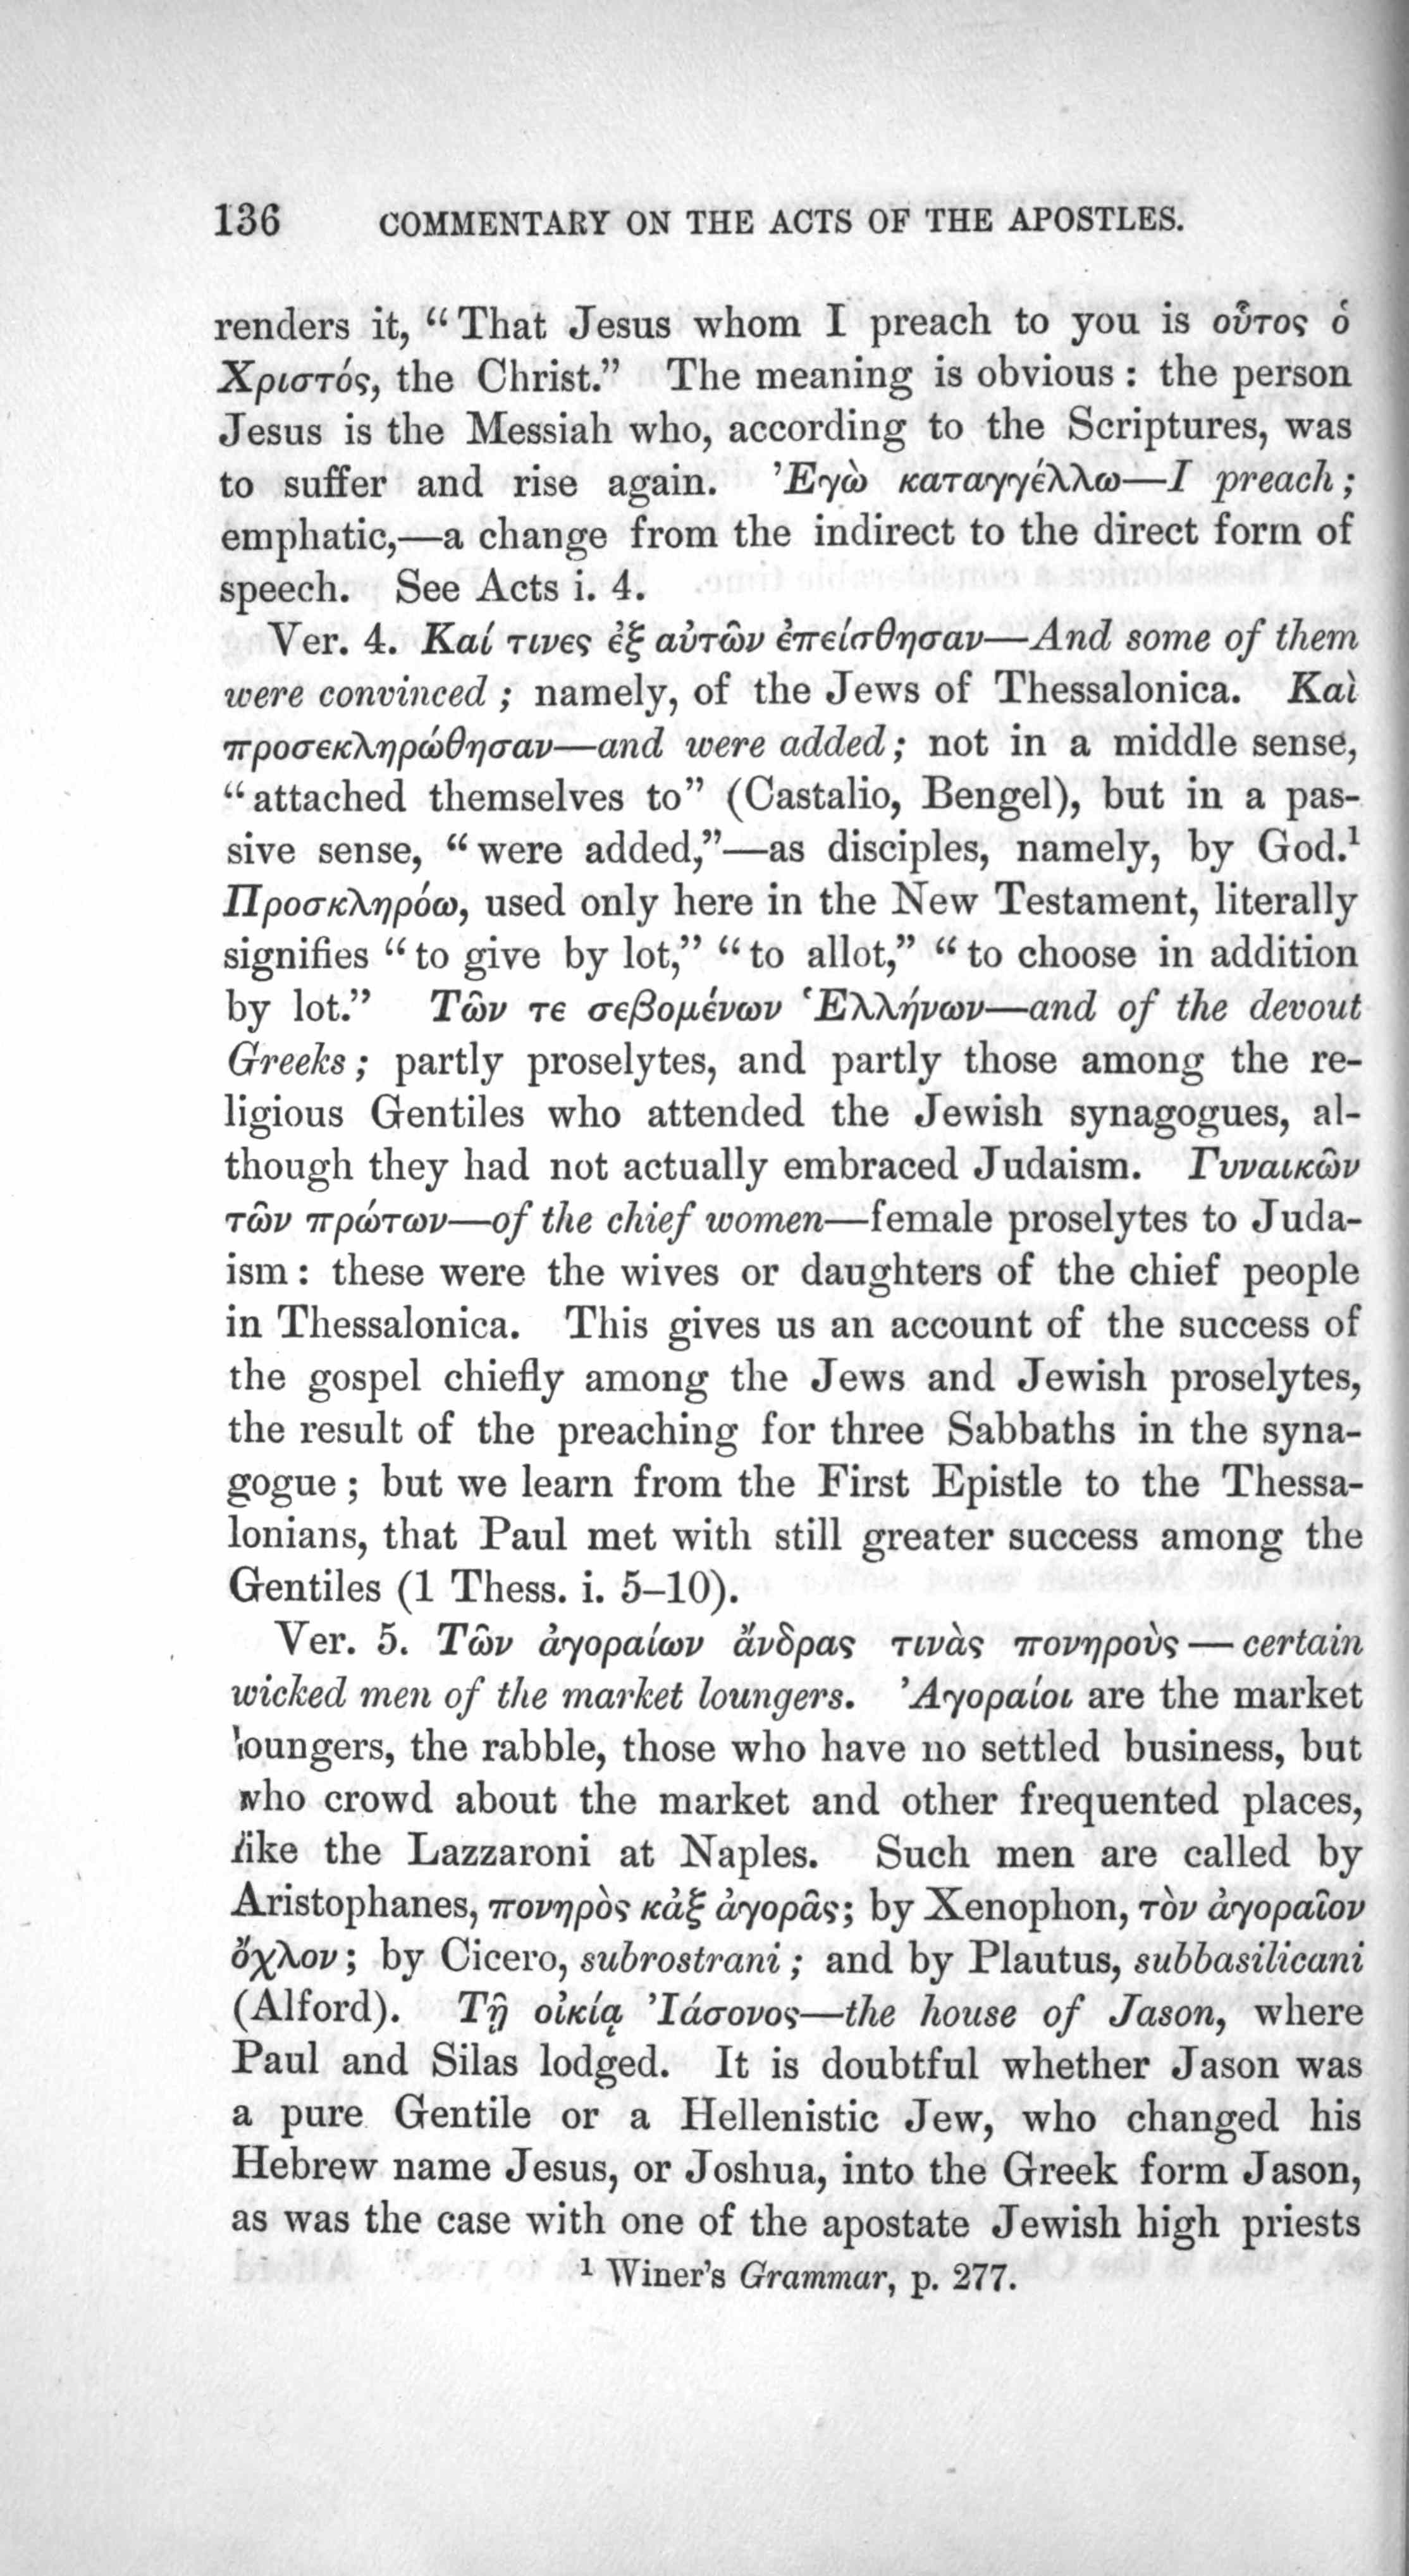 136 COMMENTARY ON THE ACTS OF THE APOSTLES.
renders it, “That Jesus whom I preach to you is οὗτος ὁ
Χριστός, the Christ.” The meaning is obvious: the person
Jesus is the Messiah who, according to the Scriptures, was
to suffer and rise again. Ἐγὼ καταγγέλλω—I preach;
emphatic,—a change from the indirect to the direct form of
speech. See Acts i. 4.
Ver. 4. Καί τινες ἐξ αὐτῶν ἐπείσθησαν—And some of them
were convinced; namely, of the Jews of Thessalonica. Καὶ
προσεκληρώθησαν—and were added; not in a middle sense,
“attached themselves to” (Castalio, Bengel), but in a pas-
sive sense, “were added,”—as disciples, namely, by God.¹
Προσκληρόω, used only here in the New Testament, literally
signifies “to give by lot,” “to allot,” “to choose in addition
by lot.” Τῶν τε σεβομένων Ἑλλήνων—and of the devout
Greeks; partly proselytes, and partly those among the re-
ligious Gentiles who attended the Jewish synagogues, al-
though they had not actually embraced Judaism. Γυναικῶν
τῶν πρώτων—of the chief women—female proselytes to Juda-
ism: these were the wives or daughters of the chief people
in Thessalonica. This gives us an account of the success of
the gospel chiefly among the Jews and Jewish proselytes,
the result of the preaching for three Sabbaths in the syna-
gogue; but we learn from the First Epistle to the Thessa-
lonians, that Paul met with still greater success among the
Gentiles (1 Thess. i. 5–10).
Ver. 5. Τῶν ἀγοραίων ἄνδρας τινὰς πονηροὺς—certain
wicked men of the market loungers. Ἀγοραίοι are the market
loungers, the rabble, those who have no settled business, but
who crowd about the market and other frequented places,
like the Lazzaroni at Naples. Such men are called by
Aristophanes, πονηρὸς κἀξ ἀγορᾶς; by Xenophon, τὸν ἀγοραῖον
ὄχλον; by Cicero, subrostrani; and by Plautus, subbasilicani
(Alford). Τῇ οἰκίᾳ Ἰάσονος—the house of Jason, where
Paul and Silas lodged. It is doubtful whether Jason was
a pure Gentile or a Hellenistic Jew, who changed his
Hebrew name Jesus, or Joshua, into the Greek form Jason,
as was the case with one of the apostate Jewish high priests
¹ Winer’s Grammar, p. 277.